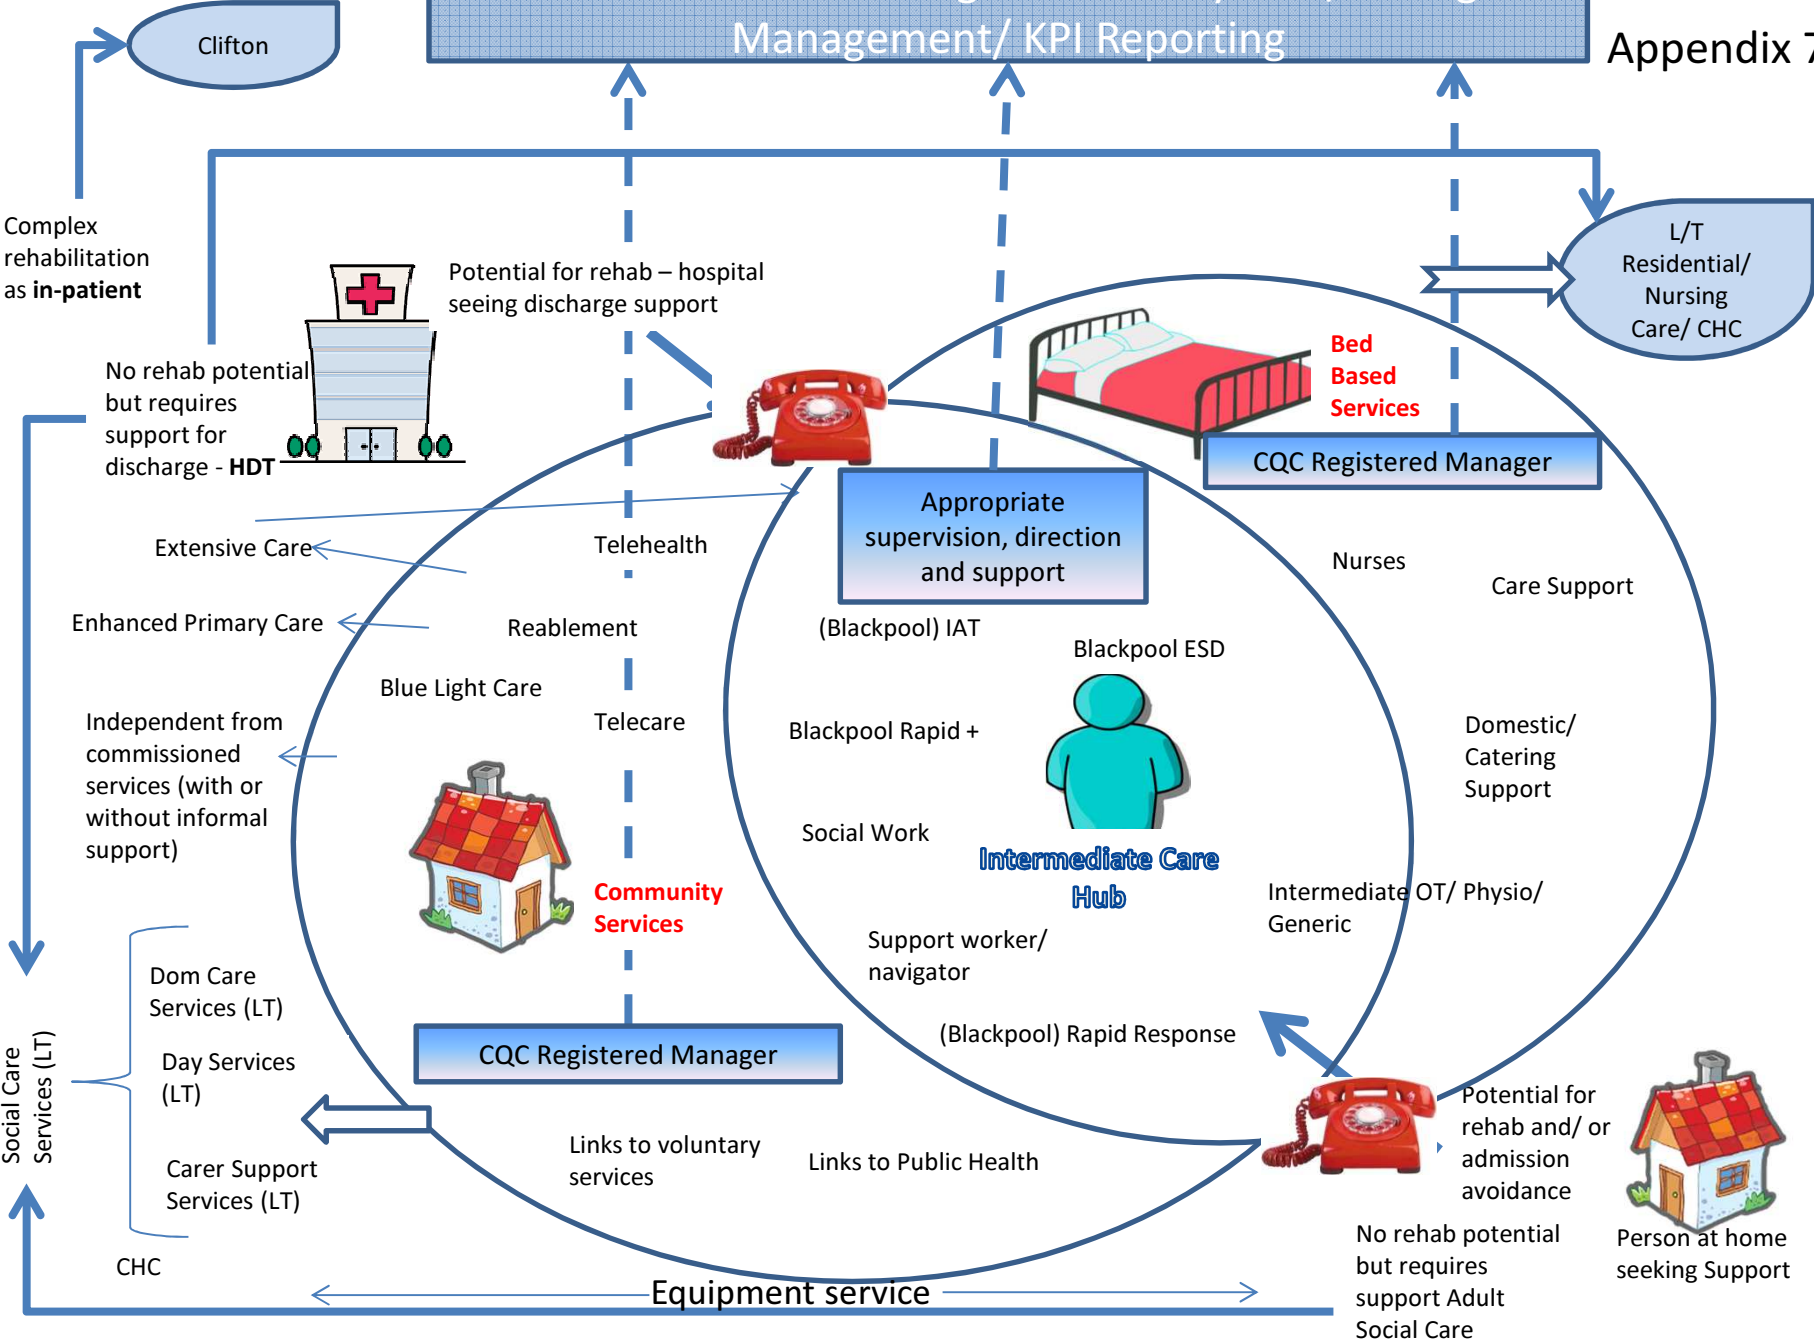 Management/ KPI Reporting
Appendix 7
Clifton
Complex
rehabilitation
as in-patient
Potential for rehab – hospital
seeing discharge support
L/T
Residential/
Nursing
Care/ CHC
No rehab potential
but requires
support for
discharge - HDT
Bed
Based
Services
CQC Registered Manager
Appropriate
supervision, direction
and support
Extensive Care
Telehealth
Nurses
Care Support
Enhanced Primary Care
Reablement
(Blackpool) IAT
Blackpool ESD
Blue Light Care
Independent from
commissioned
services (with or
without informal
support)
Telecare
Blackpool Rapid +
Domestic/
Catering
Support
Social Work
Intermediate Care
Hub
Community
Services
Intermediate OT/ Physio/
Generic
Support worker/
navigator
Social Care
Services (LT)
Dom Care
Services (LT)
Day Services
(LT)
Carer Support
Services (LT)
CHC
CQC Registered Manager
(Blackpool) Rapid Response
Links to voluntary
services
Links to Public Health
Potential for
rehab and/ or
admission
avoidance
Person at home
seeking Support
No rehab potential
but requires
support Adult
Social Care
Equipment service